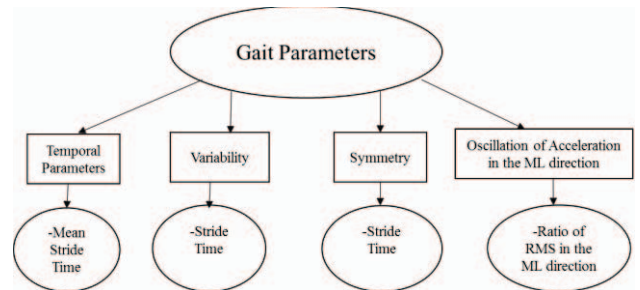 Gait Parameters
Temporal
Parameters
Variability
Symmetry
Oscillation of Acceleration
in the ML direction
-Mean
Stride
Time
-Stride
Time
-Stride
Time
-Ratio of
RMS in the
ML direction